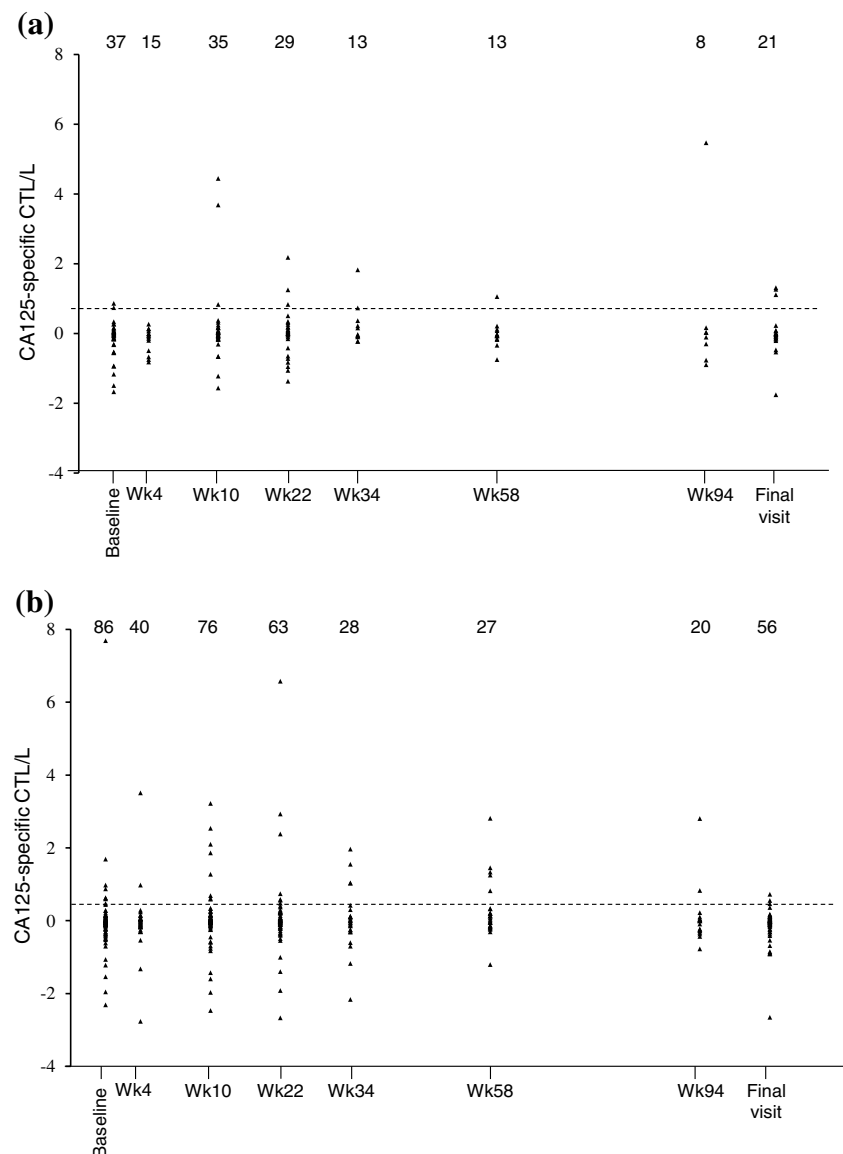 (a)
37 15 35 29 13 13 8 21
8
6
4
2
0
-2
-4
CA125-specific CTL/L
Baseline Wk4 Wk10 Wk22 Wk34 Wk58 Wk94 Final
visit
(b)
86 40 76 63 28 27 20 56
8
6
4
2
0
-2
-4
CA125-specific CTL/L
Baseline Wk4 Wk10 Wk22 Wk34 Wk58 Wk94 Final
visit